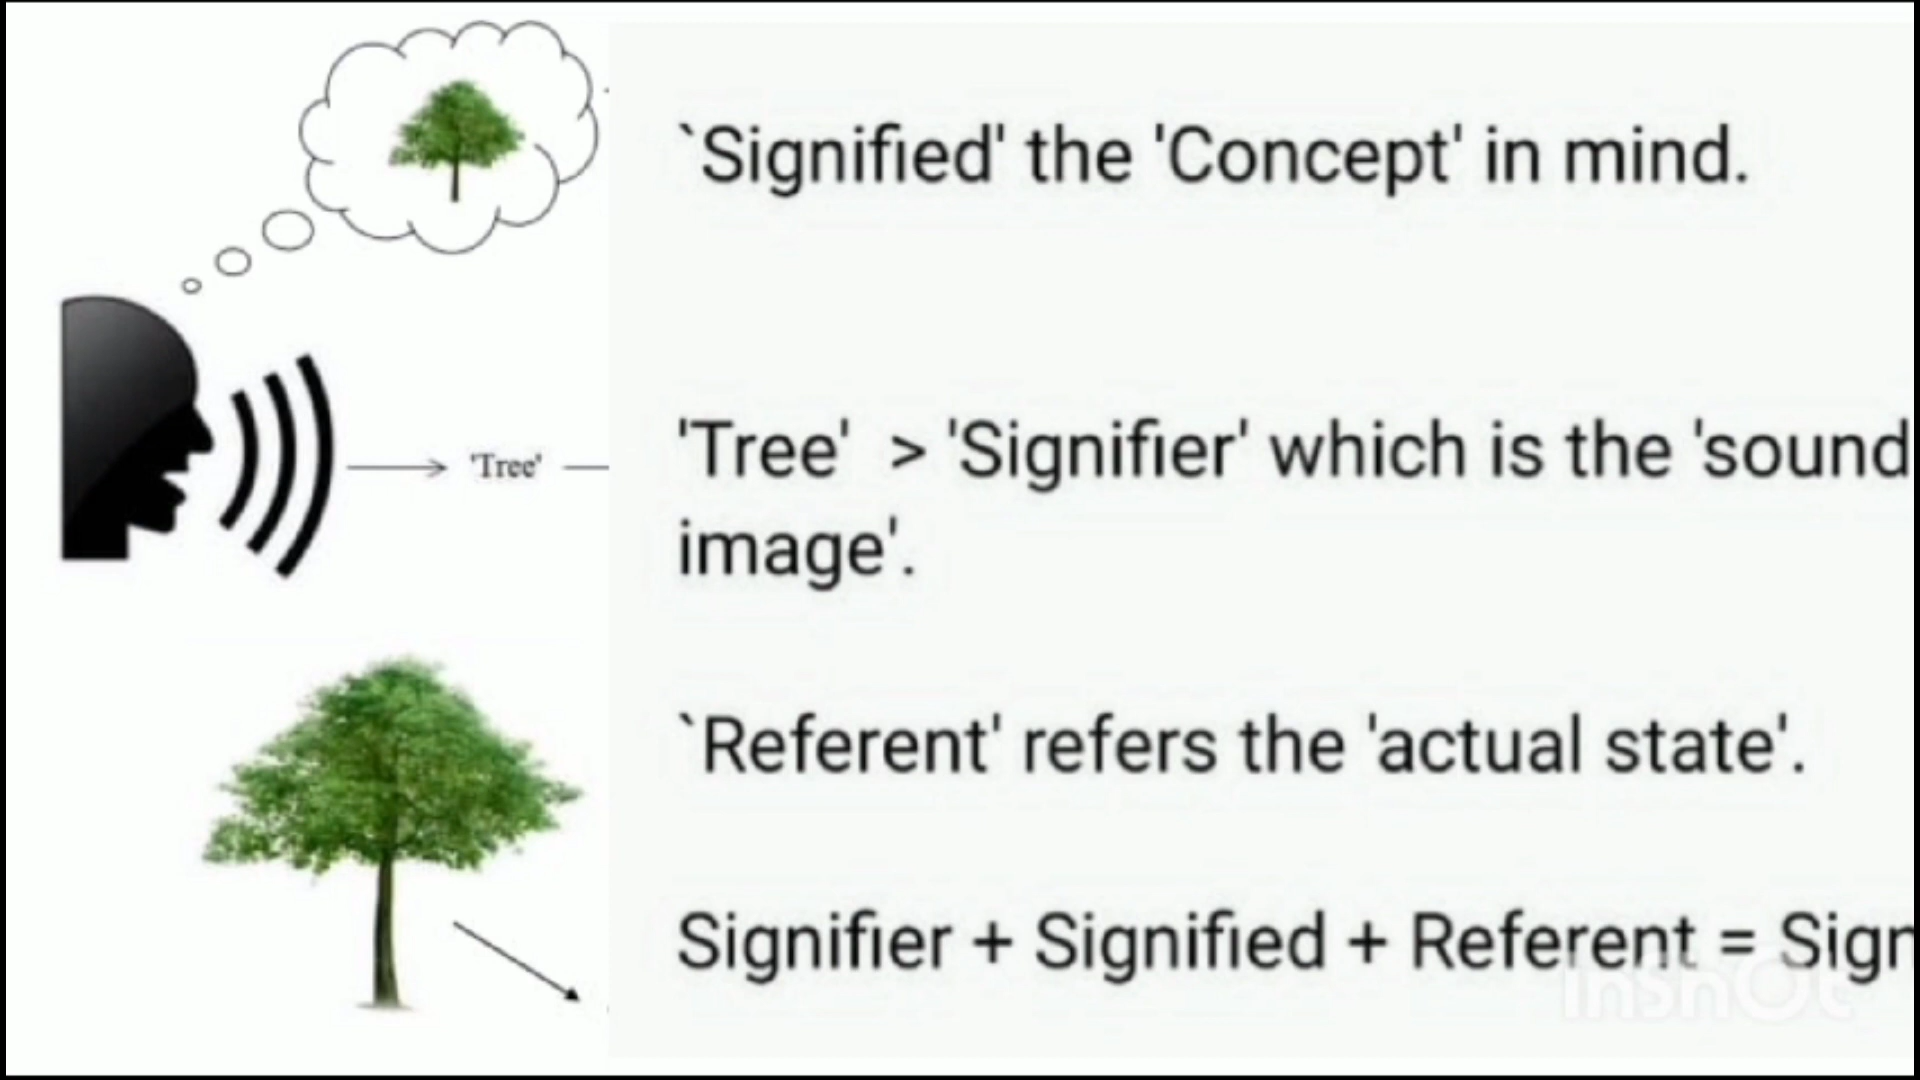 `Signified' the 'Concept' in mind.
'Tree' > 'Signifier' which is the 'sound
image'.
'Tree'
`Referent' refers the 'actual state'.
Signifier + Signified + Referent = Sign
InShOt